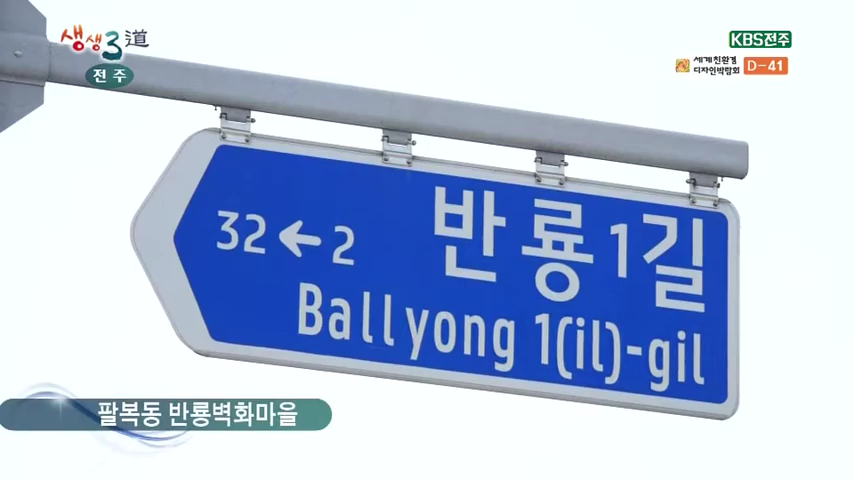 생생3道
전주
KBS전주
세계친환경
디자인박람회
D-41
32 ← 2
반룡1길
Ballyong 1(il)-gil
팔복동 반룡벽화마을